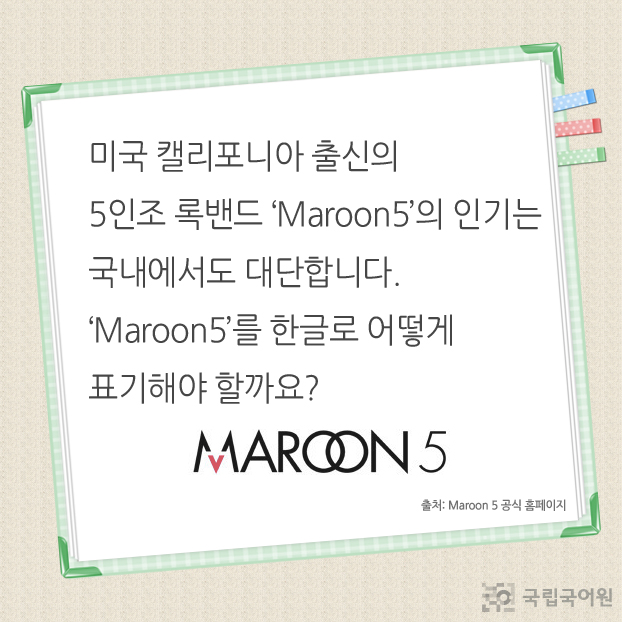 미국 캘리포니아 출신의
5인조 록밴드 ‘Maroon5’의 인기는
국내에서도 대단합니다.
‘Maroon5’를 한글로 어떻게
표기해야 할까요?
MAROON 5
출처: Maroon 5 공식 홈페이지
국립국어원